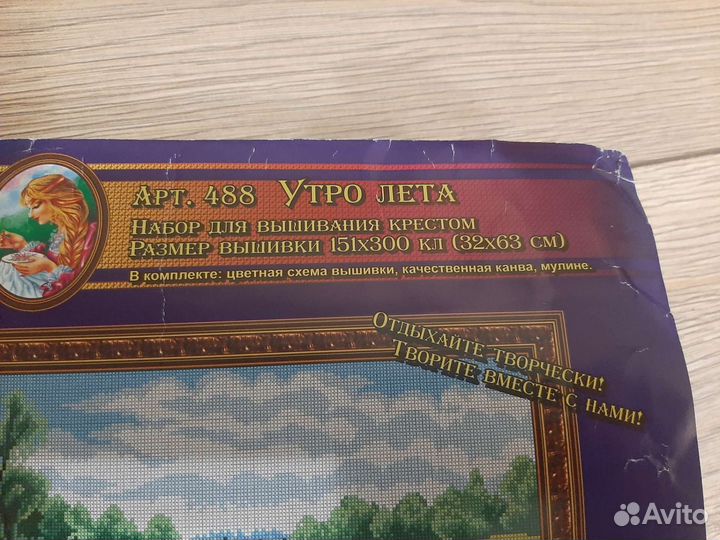 Арт. 488 Утро лета
Набор для вышивания крестом
Размер вышивки 151х300 кл (32х63 см)
В комплекте: цветная схема вышивки, качественная канва, мулине.
Отдыхайте творчески!
Творите вместе с нами!
Avito